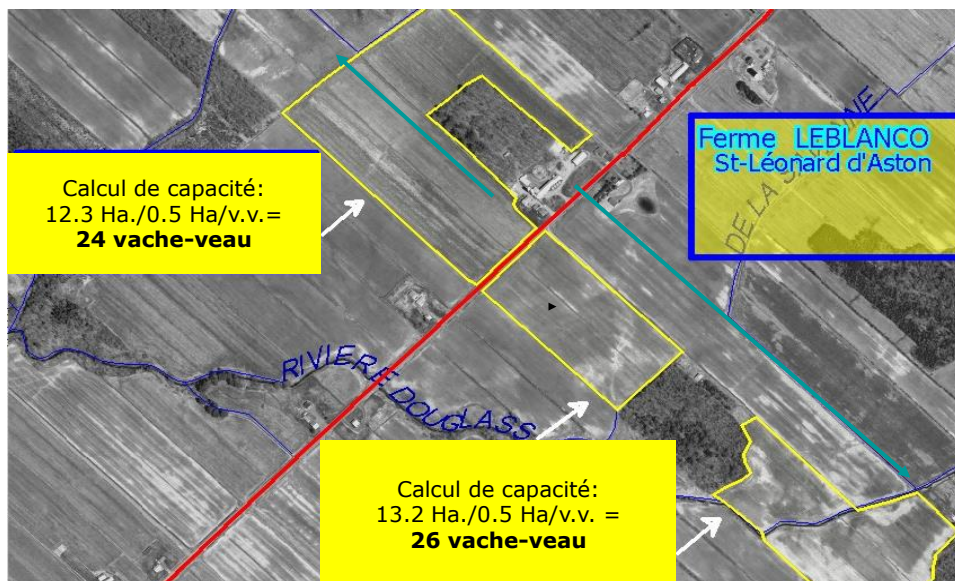 Ferme LEBLANCO
St-Léonard d'Aston
DE LA
Calcul de capacité:
12.3 Ha./0.5 Ha/v.v.=
24 vache-veau
RIVIERE DOUGLASS
Calcul de capacité:
13.2 Ha./0.5 Ha/v.v. =
26 vache-veau